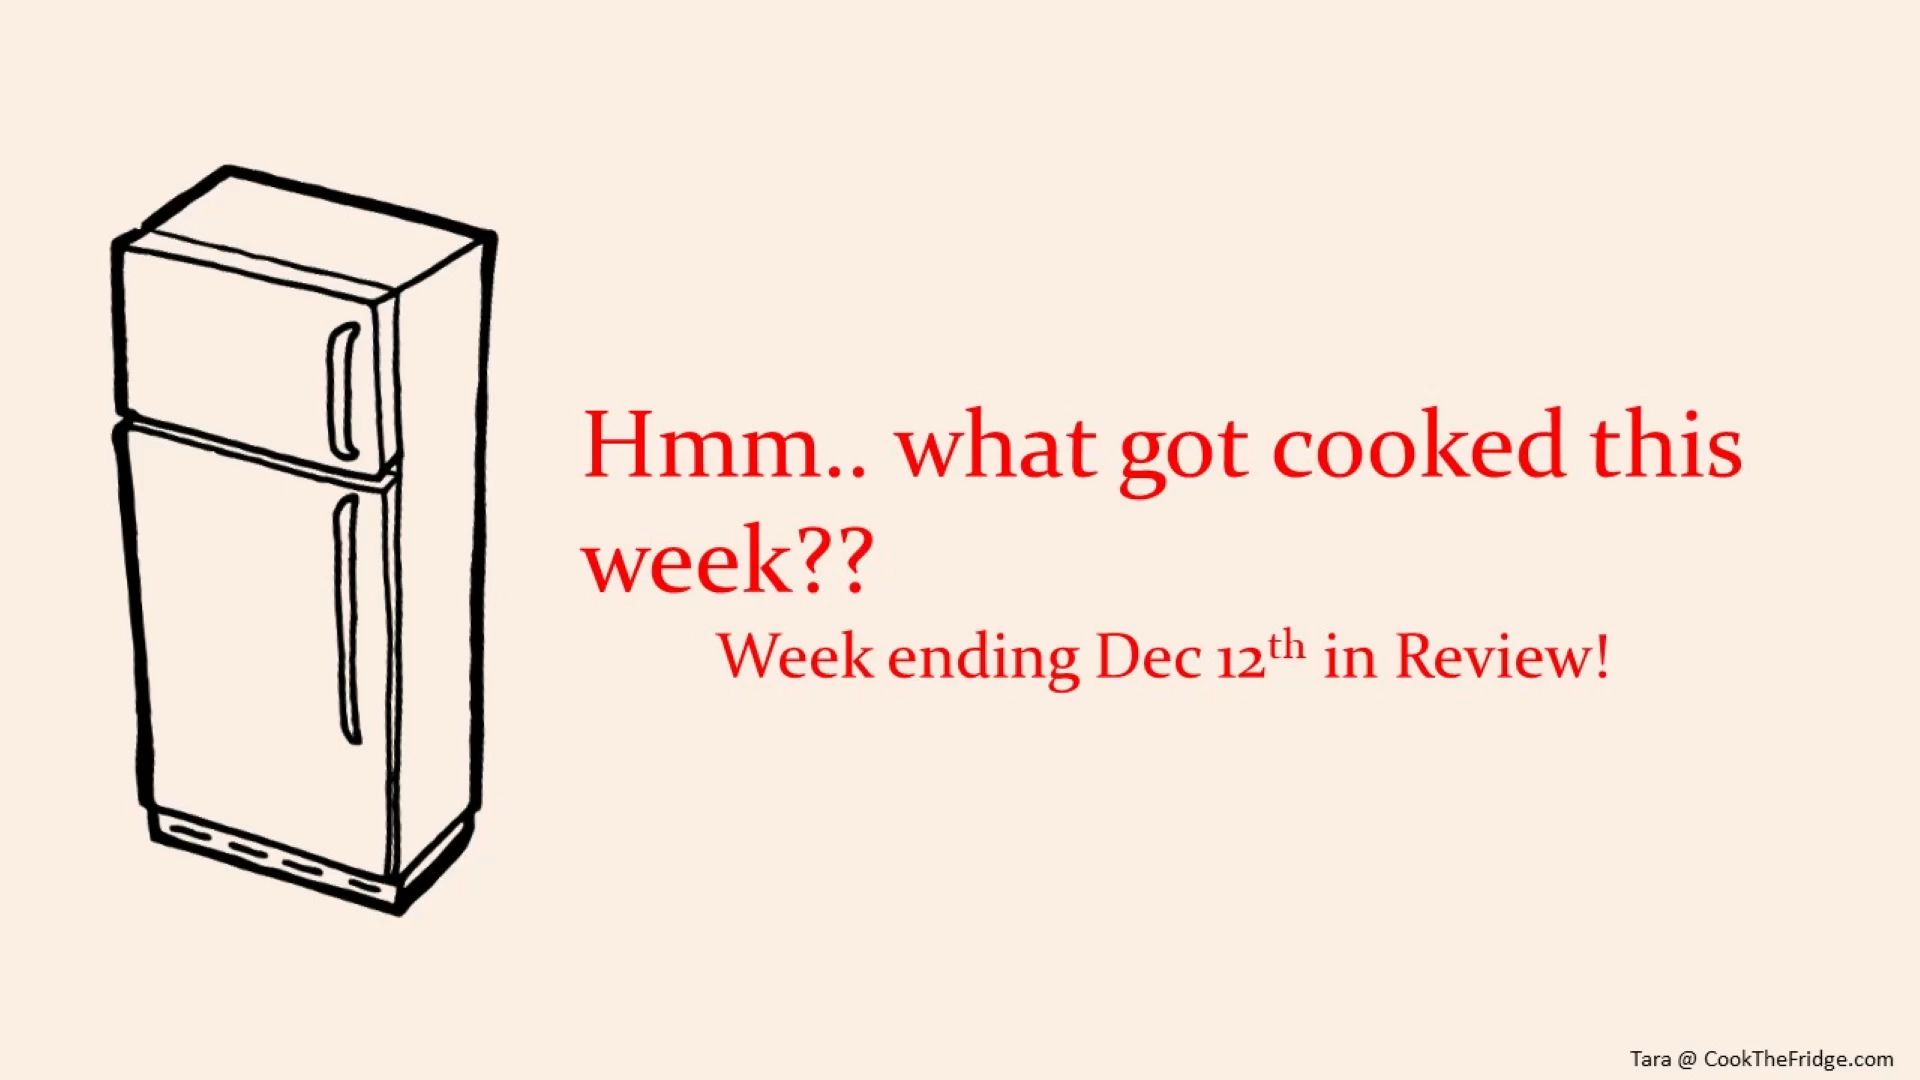 Hmm.. what got cooked this
week??
Week ending Dec 12th in Review!
Tara @ CookTheFridge.com